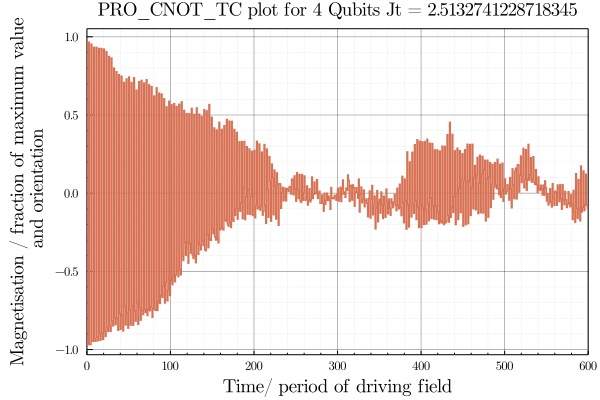 PRO_CNOT_TC plot for 4 Qubits Jt = 2.5132741228718345
Magnetisation / fraction of maximum value
and orientation
1.0
0.5
0.0
−0.5
−1.0
0 100 200 300 400 500 600
Time/ period of driving field